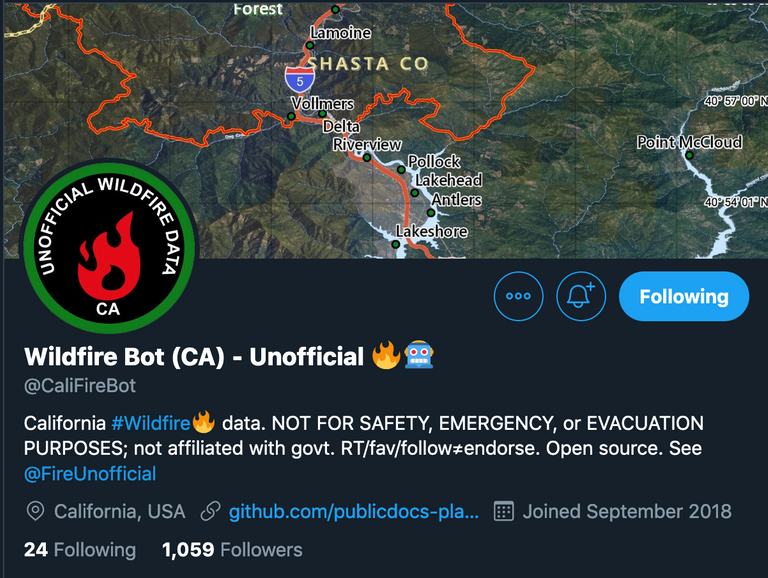 Forest
Lamoine
SHASTA CO
5
Vollmers
40° 57' 00" N
Delta
Riverview
Point McCloud
Pollock
Lakehead
Antlers
40° 54' 01" N
Lakeshore
UNOFFICIAL WILDFIRE DATA
CA
Following
Wildfire Bot (CA) - Unofficial 🔥🤖
@CaliFireBot
California #Wildfire🔥 data. NOT FOR SAFETY, EMERGENCY, or EVACUATION
PURPOSES; not affiliated with govt. RT/fav/follow≠endorse. Open source. See
@FireUnofficial
California, USA github.com/publicdocs-pla... Joined September 2018
24 Following 1,059 Followers